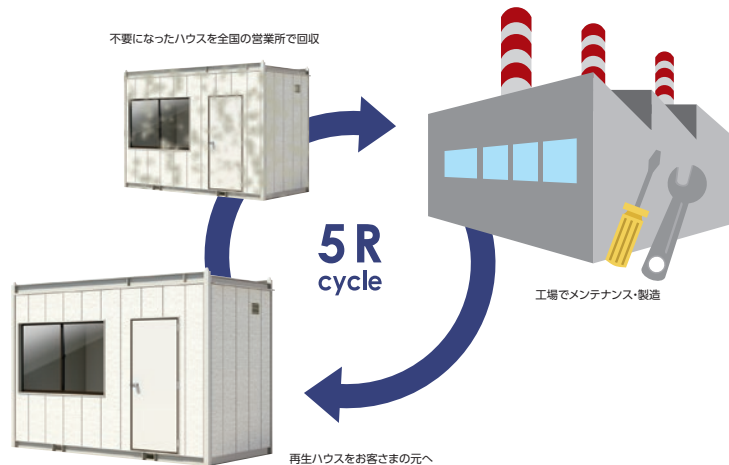 不要になったハウスを全国の営業所で回収
5R
cycle
工場でメンテナンス・製造
再生ハウスをお客さまの元へ